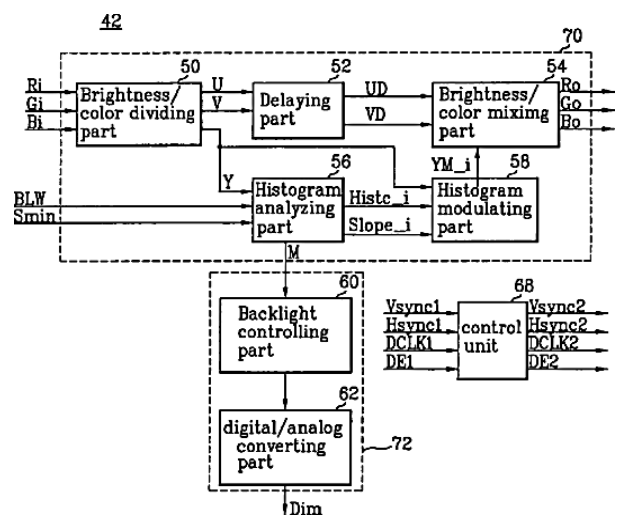 42
70
50
52
54
Ri
Gi
Bi
Brightness/
color dividing
part
U
V
Delaying
part
UD
VD
Brightness/
color mixing
part
Ro
Go
Bo
YM_i
56
58
Y
BLW
Smin
Histogram
analyzing
part
Histc_i
Slope_i
Histogram
modulating
part
M
60
Backlight
controlling
part
62
digital/analog
converting
part
72
Dim
68
Vsync1
Hsync1
DCLK1
DE1
control
unit
Vsync2
Hsync2
DCLK2
DE2